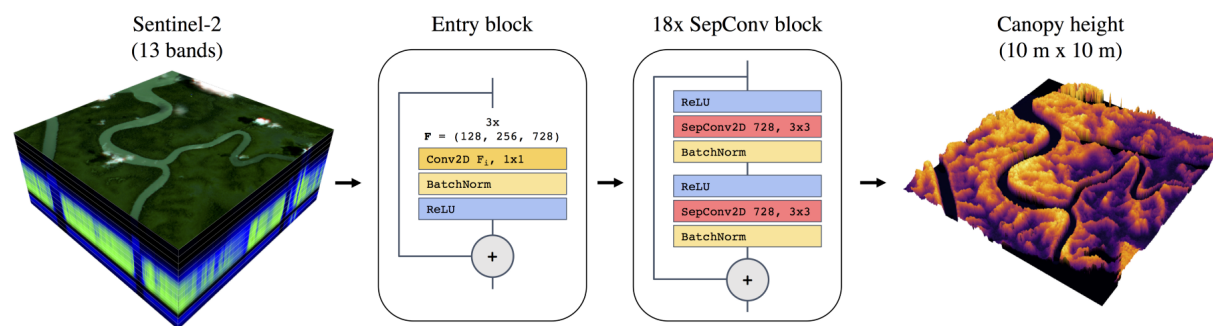 Sentinel-2
(13 bands)
Entry block
3x
F = (128, 256, 728)
Conv2D Fᵢ, 1x1
BatchNorm
ReLU
+
18x SepConv block
ReLU
SepConv2D 728, 3x3
BatchNorm
ReLU
SepConv2D 728, 3x3
BatchNorm
+
Canopy height
(10 m x 10 m)